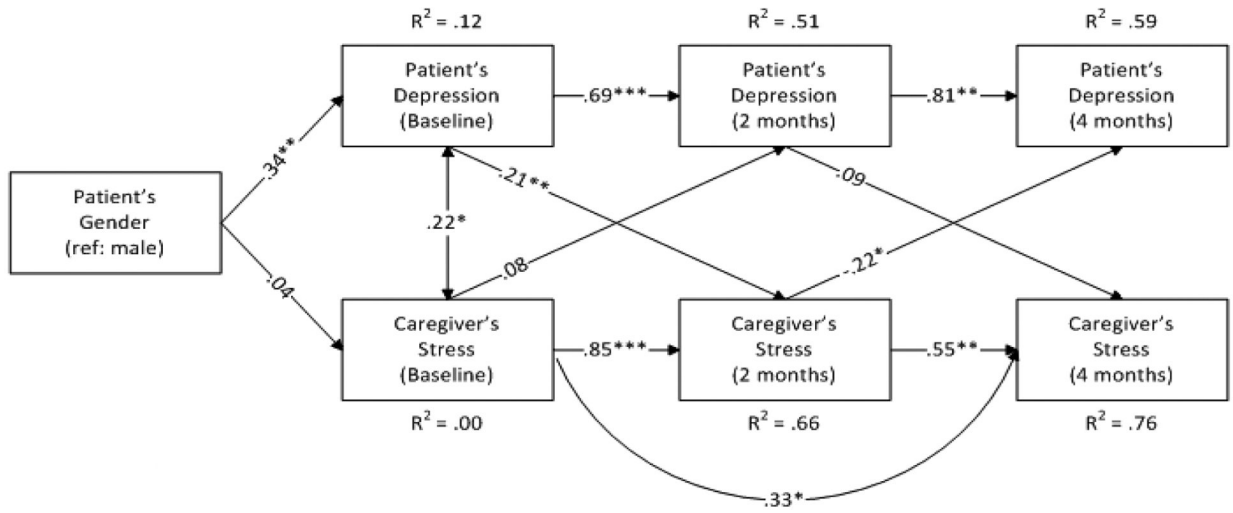 R² = .12
R² = .51
R² = .59
Patient's
Depression
(Baseline)
.69***
Patient's
Depression
(2 months)
.81**
Patient's
Depression
(4 months)
.34**
Patient's
Gender
(ref: male)
.04
.22*
.21**
.08
.09
-.22*
Caregiver's
Stress
(Baseline)
.85***
Caregiver's
Stress
(2 months)
.55**
Caregiver's
Stress
(4 months)
R² = .00
R² = .66
R² = .76
.33*